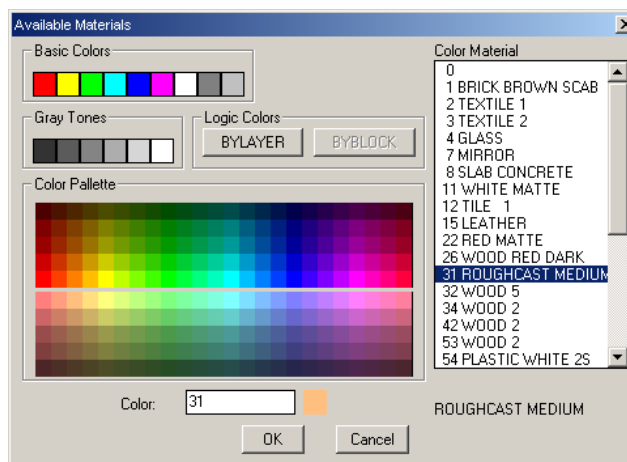 Available Materials
Basic Colors
Gray Tones
Logic Colors
BYLAYER
BYBLOCK
Color Pallette
Color:
31
OK
Cancel
Color Material
0
1 BRICK BROWN SCAB
2 TEXTILE 1
3 TEXTILE 2
4 GLASS
7 MIRROR
8 SLAB CONCRETE
11 WHITE MATTE
12 TILE 1
15 LEATHER
22 RED MATTE
26 WOOD RED DARK
31 ROUGHCAST MEDIUM
32 WOOD 5
34 WOOD 2
42 WOOD 2
53 WOOD 2
54 PLASTIC WHITE 2S
ROUGHCAST MEDIUM